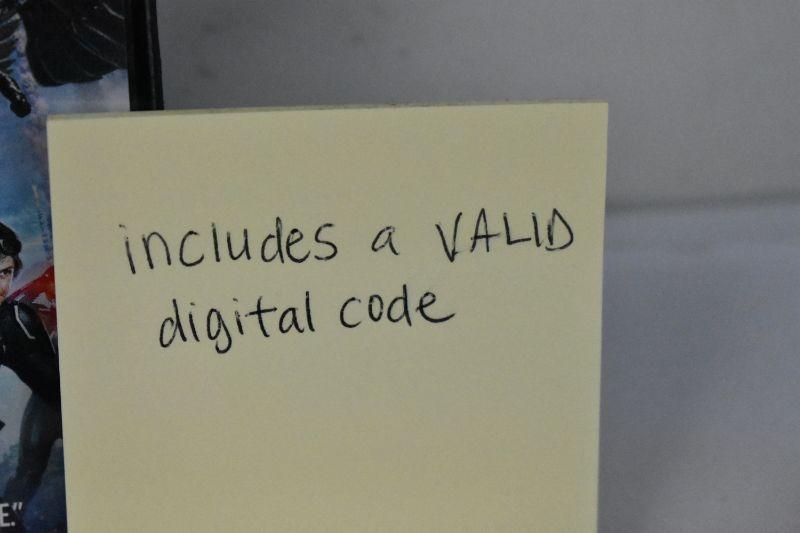 includes a VALID
digital code
E."